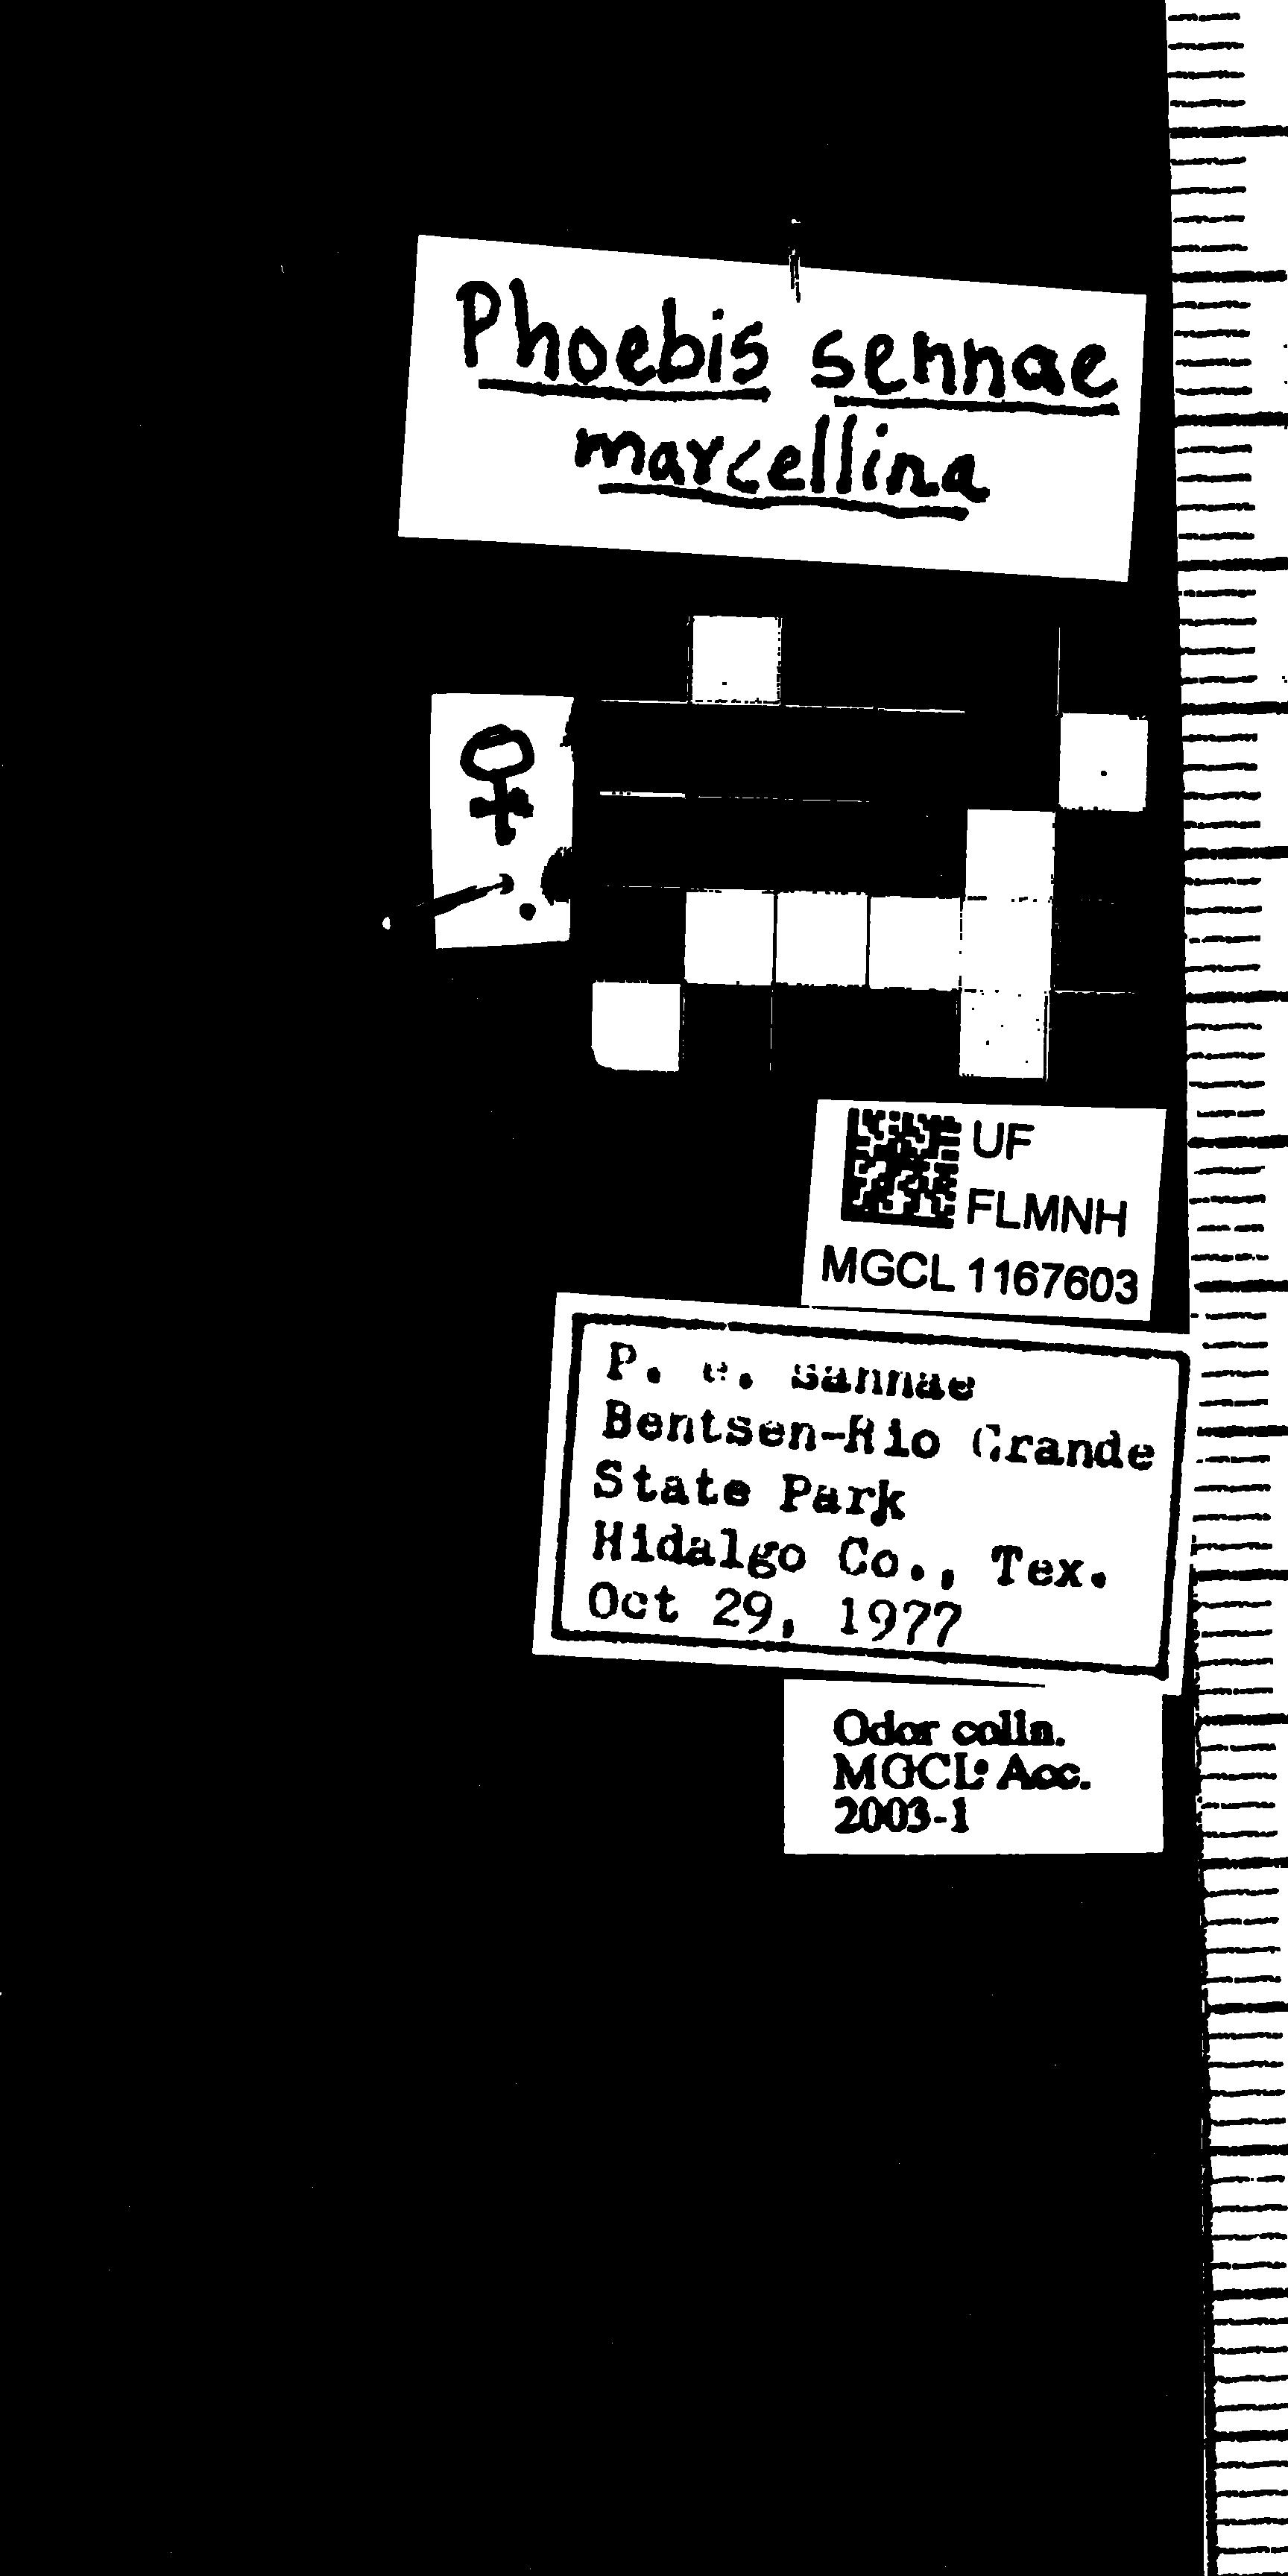 Phoebis sennae
marcellina
♀
UF
FLMNH
MGCL 1167603
P. sannae
Bentsen-Rio Grande
State Park
Hidalgo Co., Tex.
Oct 29, 1977
Odor colln.
MGCL Acc.
2003-1